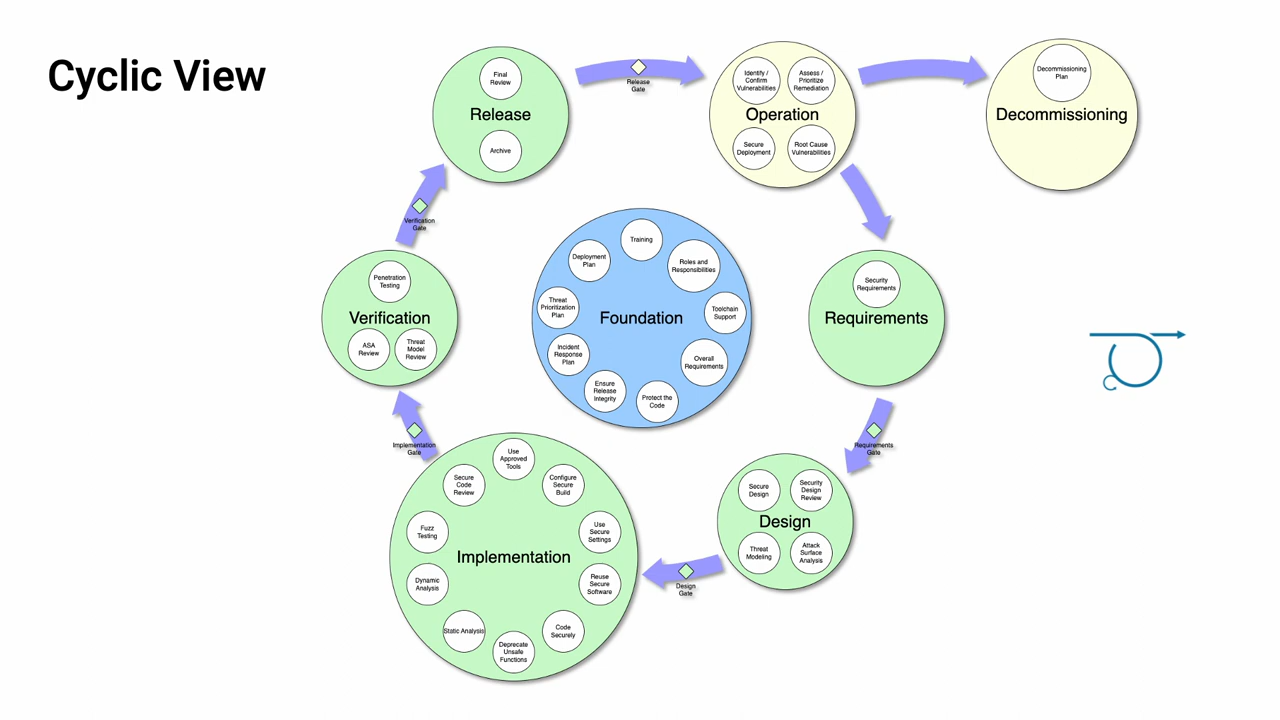 Cyclic View
Final
Review
Release
Archive
Release
Gate
Identify /
Confirm
Vulnerabilities
Assess /
Prioritize
Remediation
Operation
Secure
Deployment
Root Cause
Vulnerabilities
Decommissioning
Plan
Decommissioning
Verification
Gate
Penetration
Testing
Verification
ASA
Review
Threat
Model
Review
Training
Deployment
Plan
Roles and
Responsibilities
Threat
Prioritization
Plan
Foundation
Toolchain
Support
Incident
Response
Plan
Overall
Requirements
Ensure
Release
Integrity
Protect the
Code
Security
Requirements
Requirements
Requirements
Gate
Secure
Design
Security
Design
Review
Design
Threat
Modeling
Attack
Surface
Analysis
Design
Gate
Implementation
Gate
Use
Approved
Tools
Secure
Code
Review
Configure
Secure
Build
Fuzz
Testing
Use
Secure
Settings
Implementation
Dynamic
Analysis
Reuse
Secure
Software
Static Analysis
Code
Securely
Deprecate
Unsafe
Functions